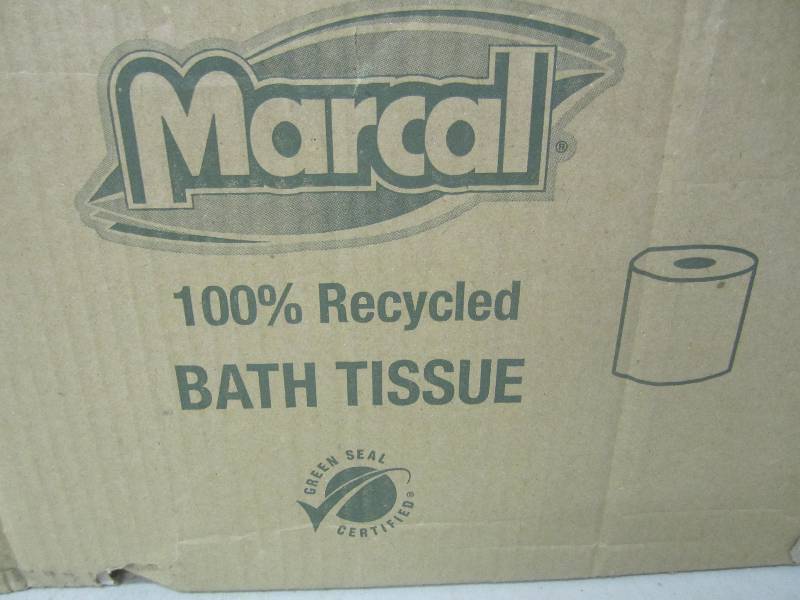 Marcal®
100% Recycled
BATH TISSUE
GREEN SEAL
CERTIFIED®